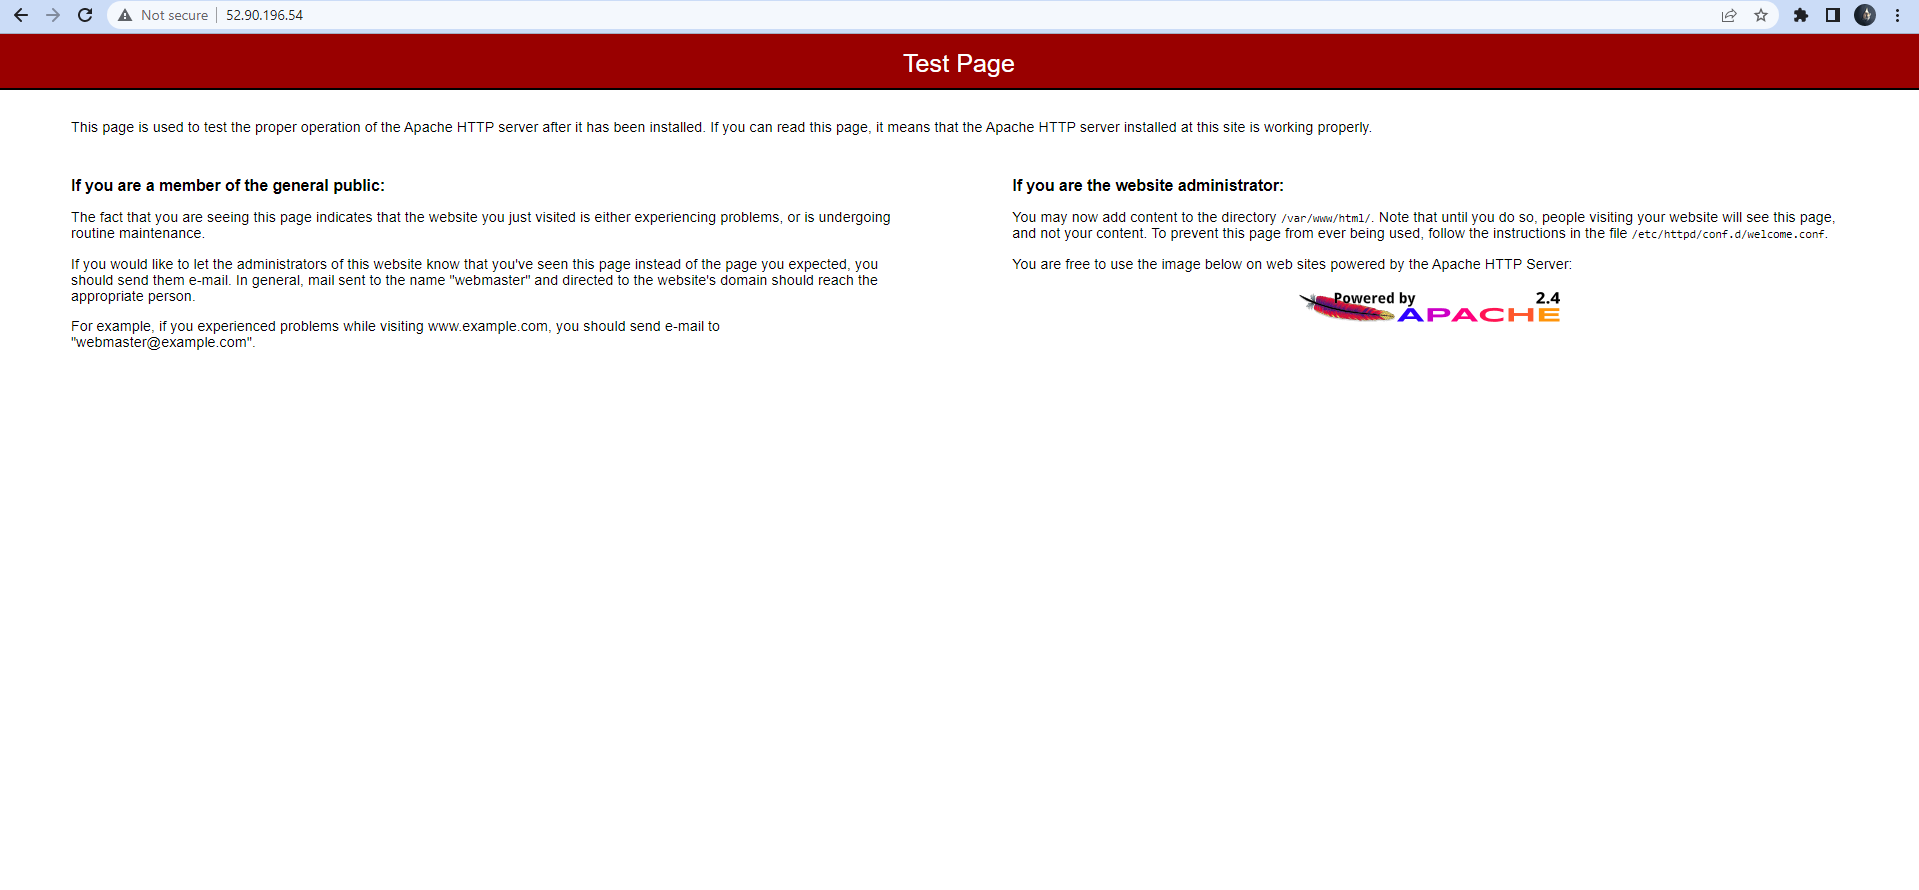 Not secure 52.90.196.54
Test Page
This page is used to test the proper operation of the Apache HTTP server after it has been installed. If you can read this page, it means that the Apache HTTP server installed at this site is working properly.
If you are a member of the general public:
The fact that you are seeing this page indicates that the website you just visited is either experiencing problems, or is undergoing
routine maintenance.
If you would like to let the administrators of this website know that you've seen this page instead of the page you expected, you
should send them e-mail. In general, mail sent to the name "webmaster" and directed to the website's domain should reach the
appropriate person.
For example, if you experienced problems while visiting www.example.com, you should send e-mail to
"webmaster@example.com".
If you are the website administrator:
You may now add content to the directory /var/www/html/. Note that until you do so, people visiting your website will see this page,
and not your content. To prevent this page from ever being used, follow the instructions in the file /etc/httpd/conf.d/welcome.conf.
You are free to use the image below on web sites powered by the Apache HTTP Server:
Powered by 2.4
APACHE